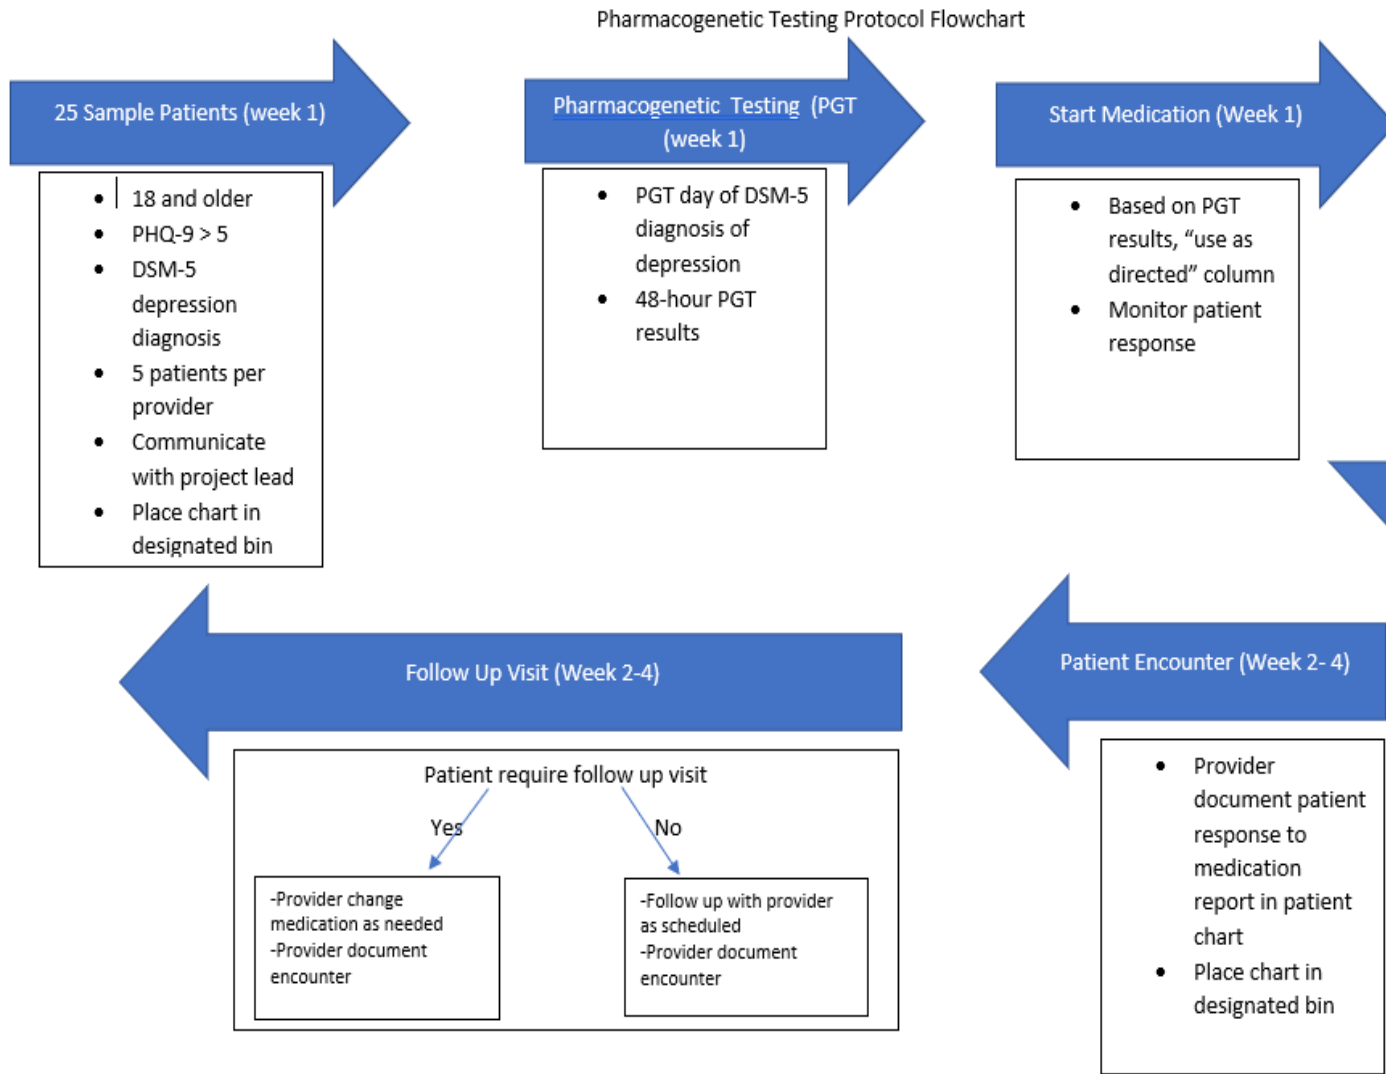 Pharmacogenetic Testing Protocol Flowchart
25 Sample Patients (week 1)
• 18 and older
• PHQ-9 > 5
• DSM-5
depression
diagnosis
• 5 patients per
provider
• Communicate
with project lead
• Place chart in
designated bin
Pharmacogenetic Testing (PGT
(week 1)
• PGT day of DSM-5
diagnosis of
depression
• 48-hour PGT
results
Start Medication (Week 1)
• Based on PGT
results, “use as
directed” column
• Monitor patient
response
Patient Encounter (Week 2- 4)
• Provider
document patient
response to
medication
report in patient
chart
• Place chart in
designated bin
Follow Up Visit (Week 2-4)
Patient require follow up visit
Yes
No
-Provider change
medication as needed
-Provider document
encounter
-Follow up with provider
as scheduled
-Provider document
encounter